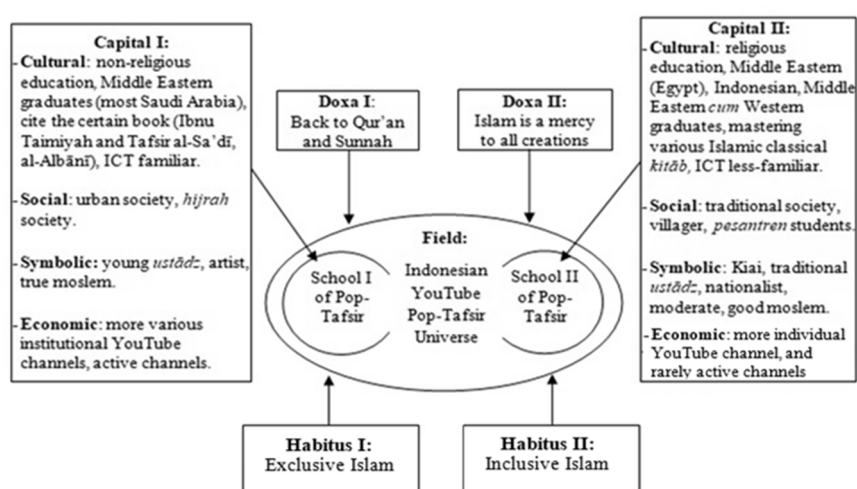 Capital I:
- Cultural: non-religious
education, Middle Eastern
graduates (most Saudi Arabia),
cite the certain book (Ibnu
Taimiyah and Tafsir al-Sa’dī,
al-Albānī), ICT familiar.
- Social: urban society, hijrah
society.
- Symbolic: young ustādz, artist,
true moslem.
- Economic: more various
institutional YouTube
channels, active channels.
Doxa I:
Back to Qur’an
and Sunnah
Doxa II:
Islam is a mercy
to all creations
Capital II:
- Cultural: religious
education, Middle Eastern
(Egypt), Indonesian, Middle
Eastern cum Western
graduates, mastering
various Islamic classical
kitāb, ICT less-familiar.
- Social: traditional society,
villager, pesantren students.
- Symbolic: Kiai, traditional
ustādz, nationalist,
moderate, good moslem.
- Economic: more individual
YouTube channel, and
rarely active channels
Field:
Indonesian
YouTube
Pop-Tafsir
Universe
School I
of Pop-
Tafsir
School II
of Pop-
Tafsir
Habitus I:
Exclusive Islam
Habitus II:
Inclusive Islam